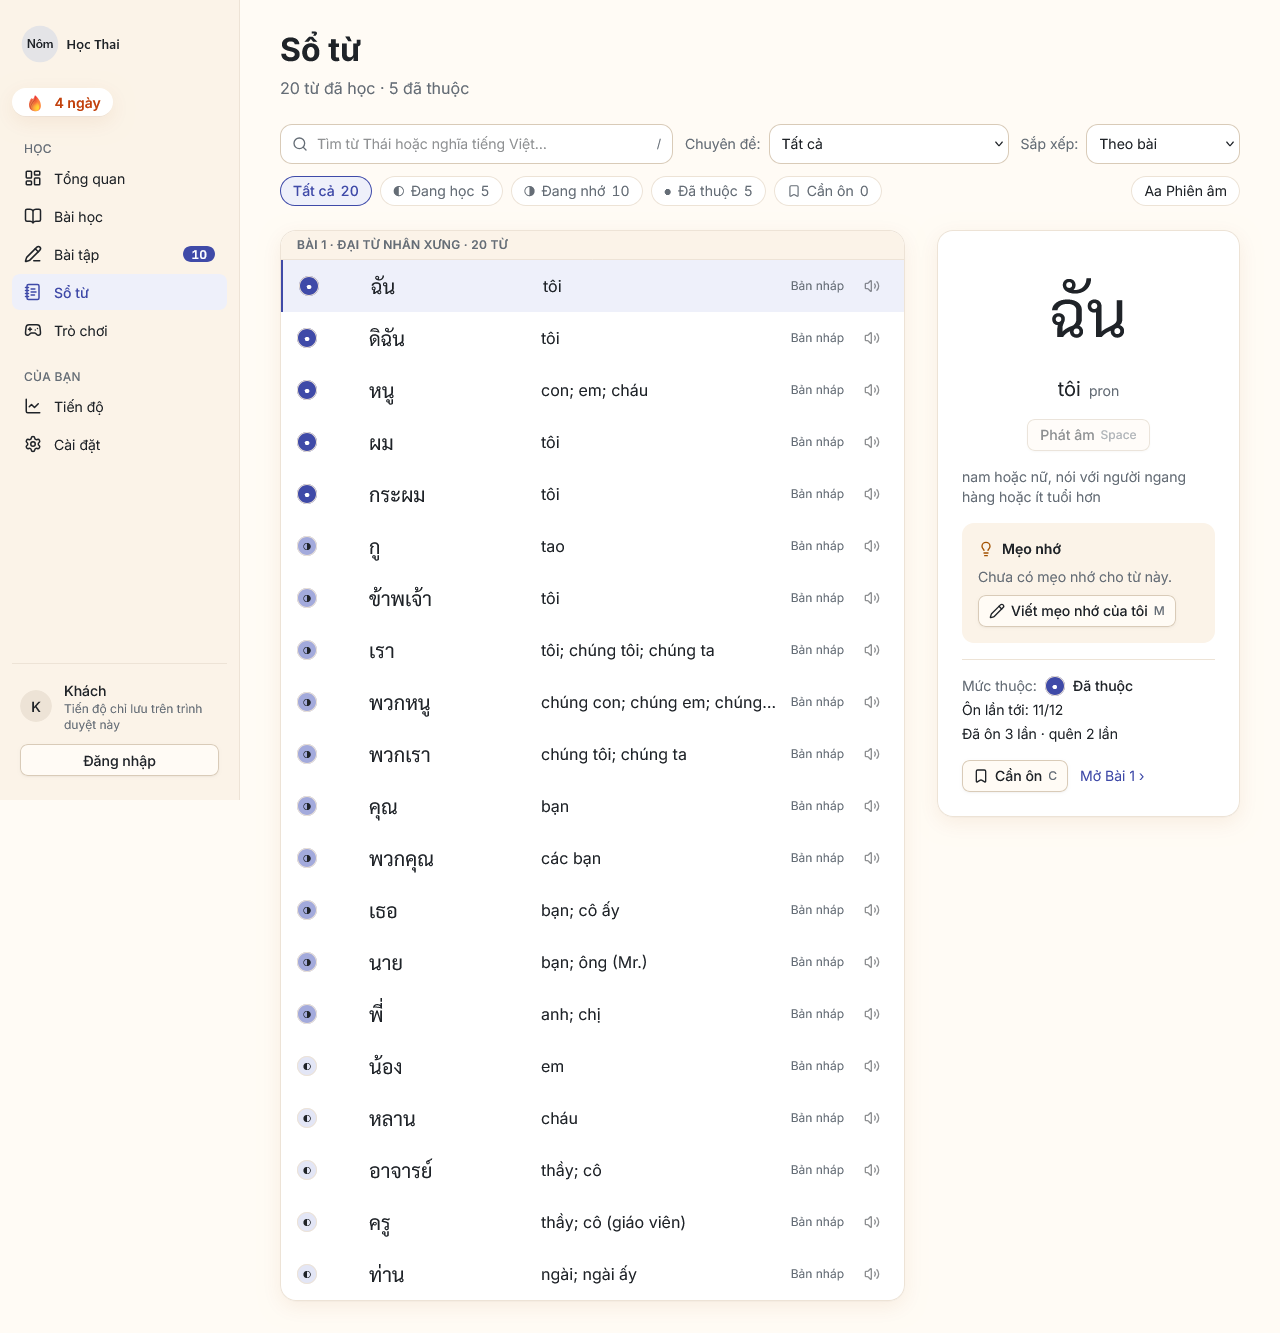 Nôm Học Thai
4 ngày
HỌC
Tổng quan
Bài học
Bài tập 10
Sổ từ
Trò chơi
CỦA BẠN
Tiến độ
Cài đặt
K Khách
Tiến độ chỉ lưu trên trình
duyệt này
Đăng nhập
Sổ từ
20 từ đã học · 5 đã thuộc
Tìm từ Thái hoặc nghĩa tiếng Việt... /
Chuyên đề: Tất cả
Sắp xếp: Theo bài
Tất cả 20
Đang học 5
Đang nhớ 10
Đã thuộc 5
Cần ôn 0
Aa Phiên âm
BÀI 1 · ĐẠI TỪ NHÂN XƯNG · 20 TỪ
ฉัน tôi Bản nháp
ดิฉัน tôi Bản nháp
หนู con; em; cháu Bản nháp
ผม tôi Bản nháp
กระผม tôi Bản nháp
กู tao Bản nháp
ข้าพเจ้า tôi Bản nháp
เรา tôi; chúng tôi; chúng ta Bản nháp
พวกหนู chúng con; chúng em; chúng... Bản nháp
พวกเรา chúng tôi; chúng ta Bản nháp
คุณ bạn Bản nháp
พวกคุณ các bạn Bản nháp
เธอ bạn; cô ấy Bản nháp
นาย bạn; ông (Mr.) Bản nháp
พี่ anh; chị Bản nháp
น้อง em Bản nháp
หลาน cháu Bản nháp
อาจารย์ thầy; cô Bản nháp
ครู thầy; cô (giáo viên) Bản nháp
ท่าน ngài; ngài ấy Bản nháp
ฉัน
tôi pron
Phát âm Space
nam hoặc nữ, nói với người ngang
hàng hoặc ít tuổi hơn
Mẹo nhớ
Chưa có mẹo nhớ cho từ này.
Viết mẹo nhớ của tôi M
Mức thuộc: Đã thuộc
Ôn lần tới: 11/12
Đã ôn 3 lần · quên 2 lần
Cần ôn C
Mở Bài 1 ›